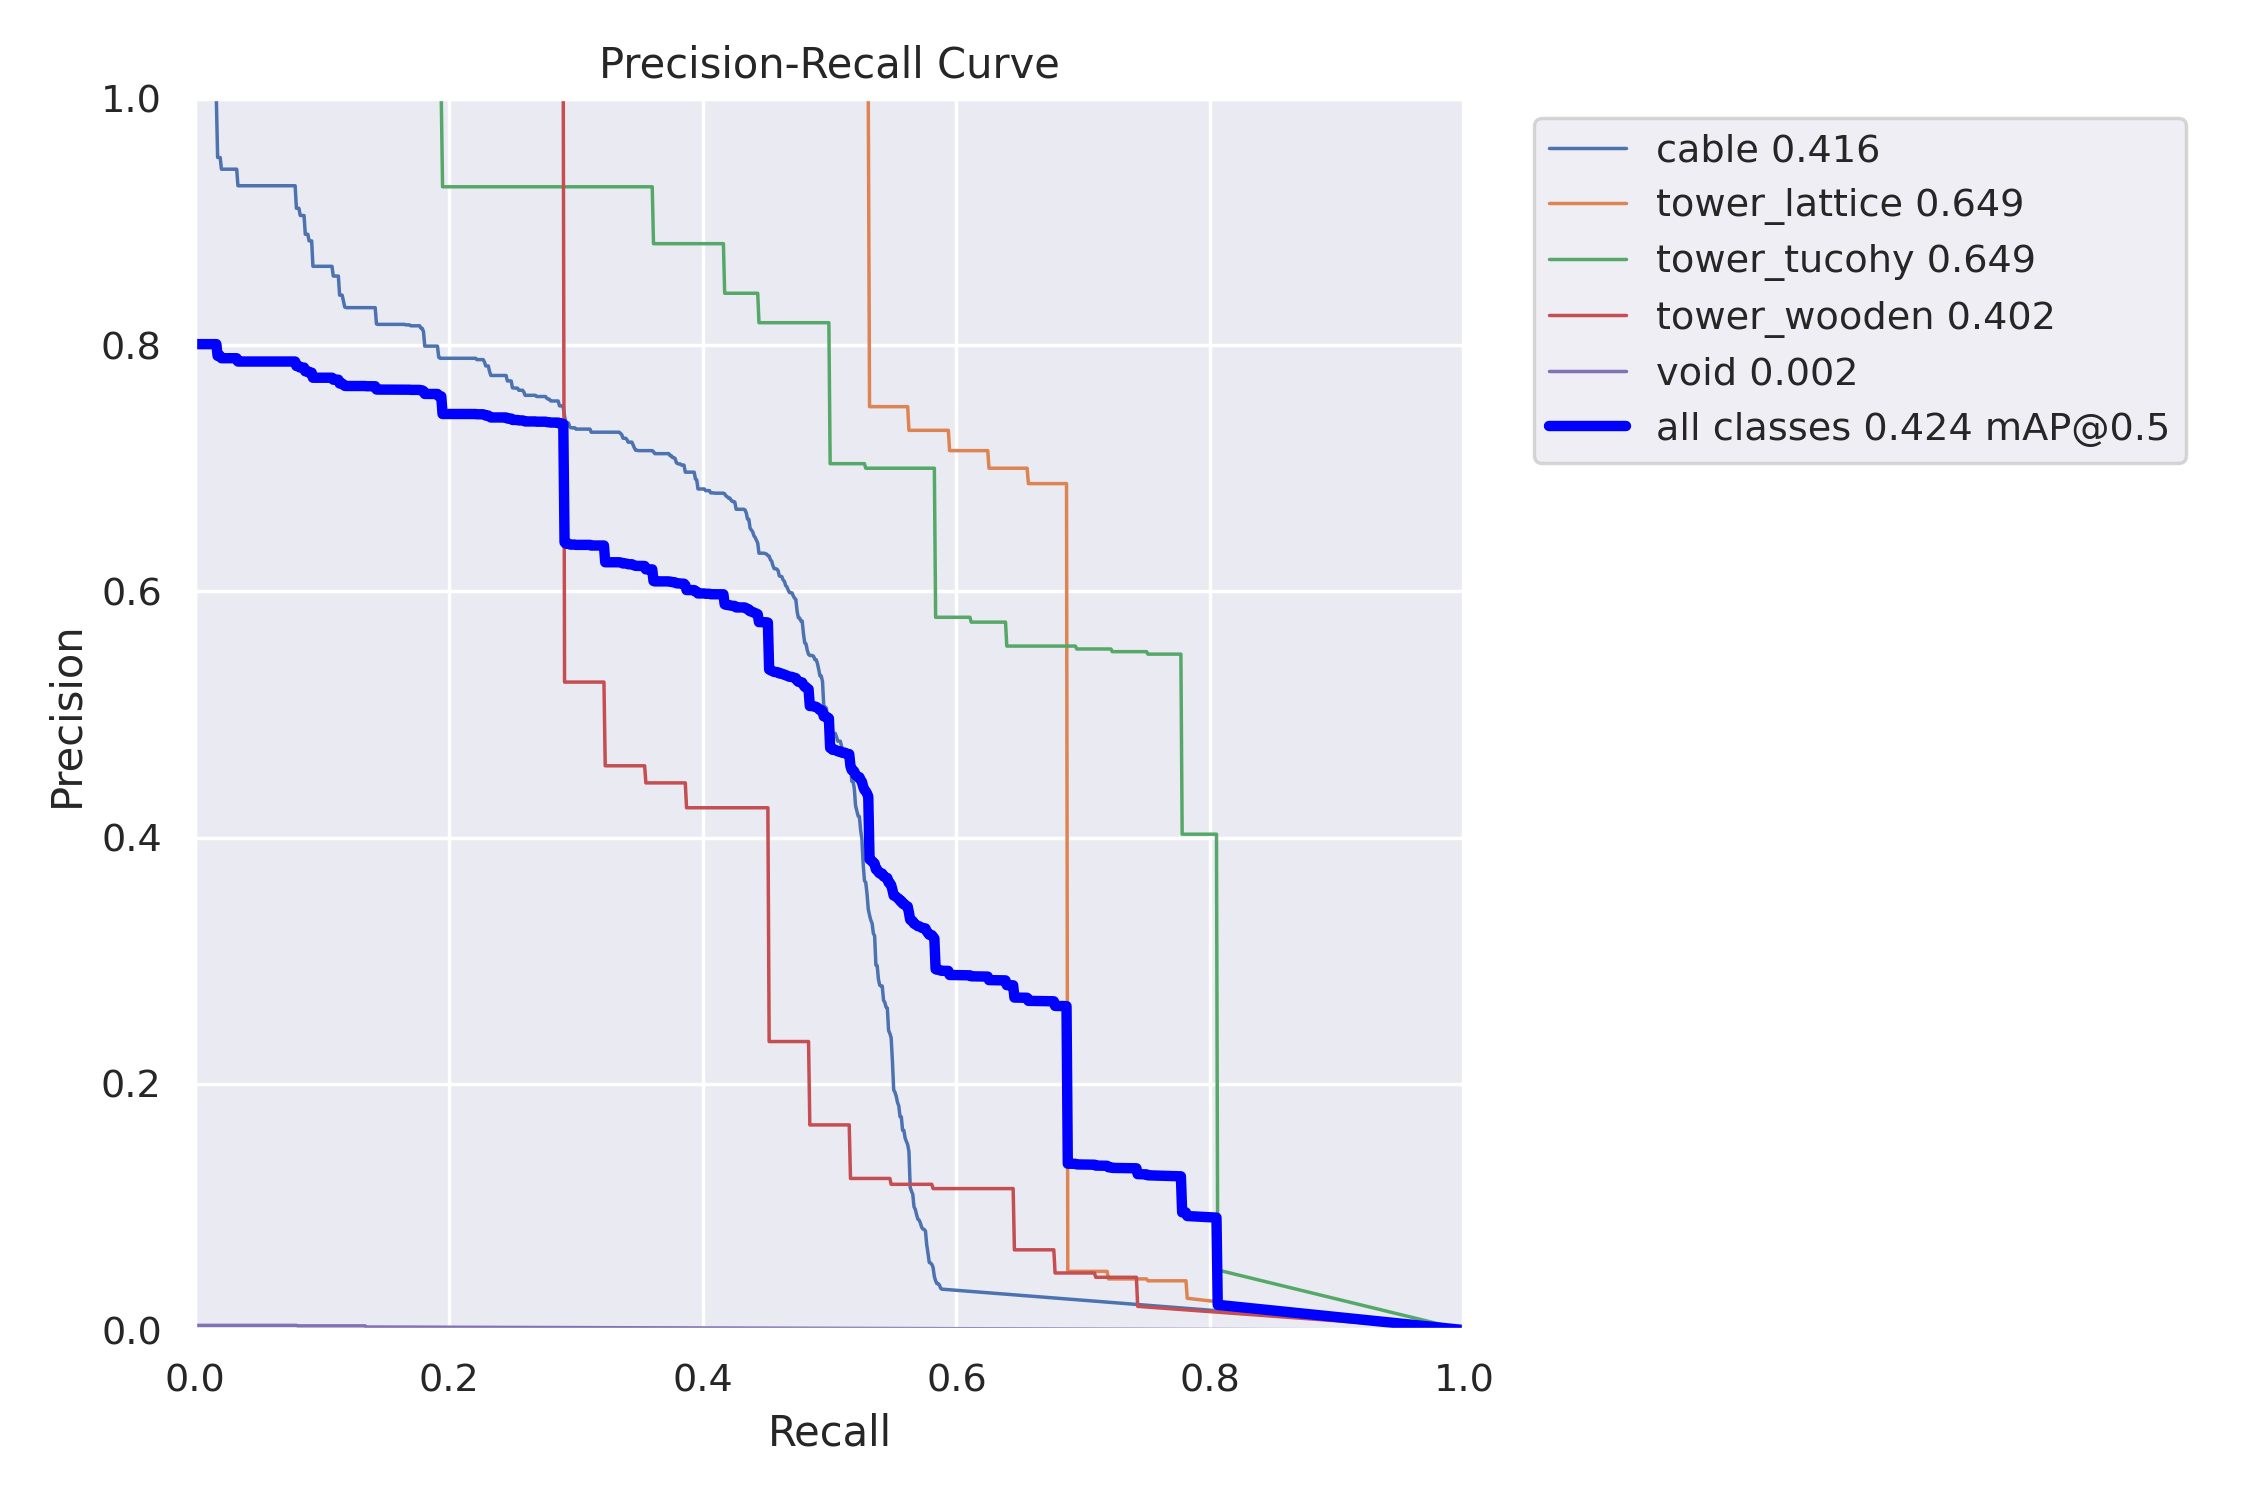 Precision-Recall Curve
1.0
0.8
0.6
0.4
0.2
0.0
Precision
0.0 0.2 0.4 0.6 0.8 1.0
Recall
cable 0.416
tower_lattice 0.649
tower_tucohy 0.649
tower_wooden 0.402
void 0.002
all classes 0.424 mAP@0.5